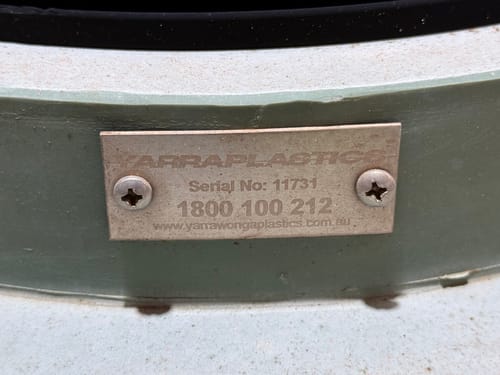 YARRAPLASTICS
Serial No: 11731
1800 100 212
www.yarrawongaplastics.com.au